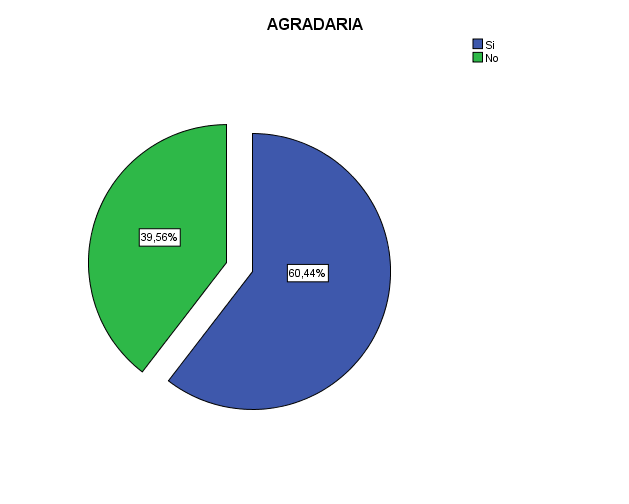 AGRADARIA
Si
No
39,56%
60,44%